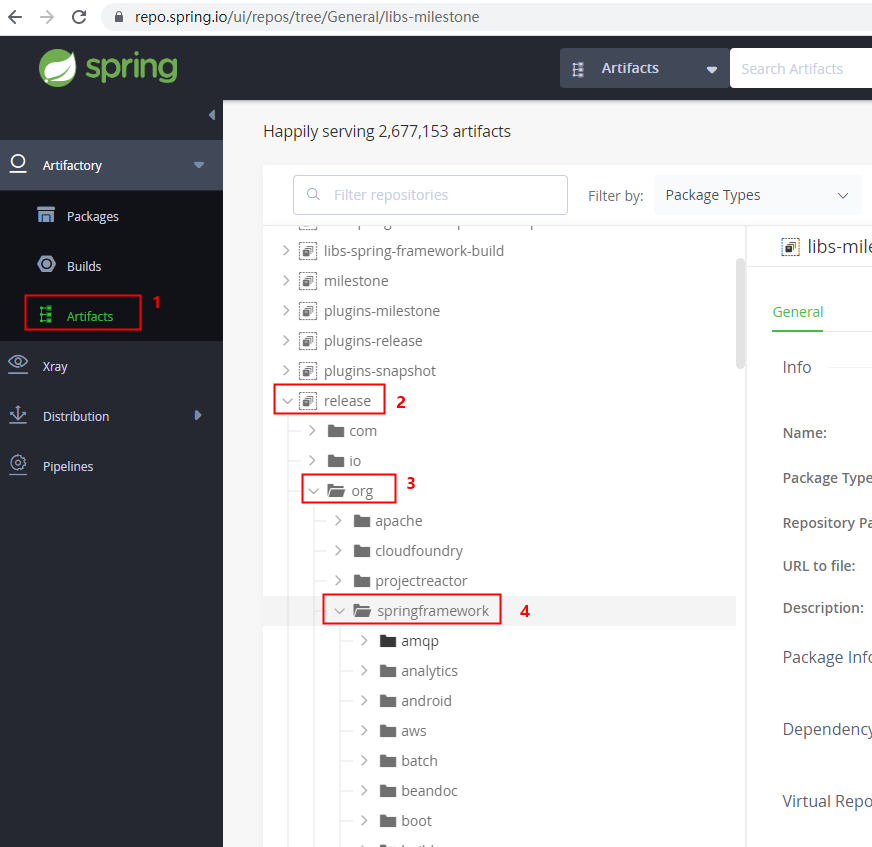 repo.spring.io/ui/repos/tree/General/libs-milestone
spring
Artifacts
Search Artifacts
Happily serving 2,677,153 artifacts
Artifactory
Packages
Builds
Artifacts
1
Xray
Distribution
Pipelines
Filter repositories
Filter by:
Package Types
libs-spring-framework-build
milestone
plugins-milestone
plugins-release
plugins-snapshot
release
2
com
io
org
3
apache
cloudfoundry
projectreactor
springframework
4
amqp
analytics
android
aws
batch
beandoc
boot
libs-mile
General
Info
Name:
Package Type
Repository Pa
URL to file:
Description:
Package Info
Dependency
Virtual Repo